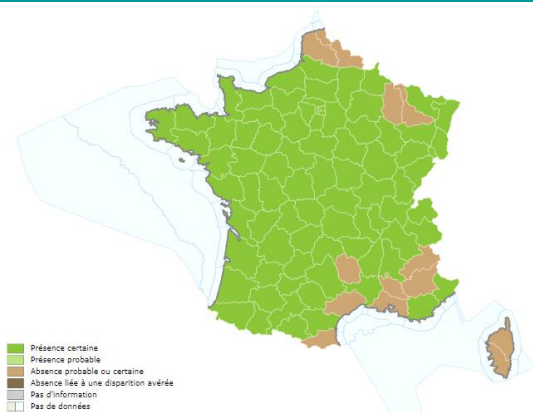 Présence certaine
Présence probable
Absence probable ou certaine
Absence liée à une disparition avérée
Pas d'information
Pas de données